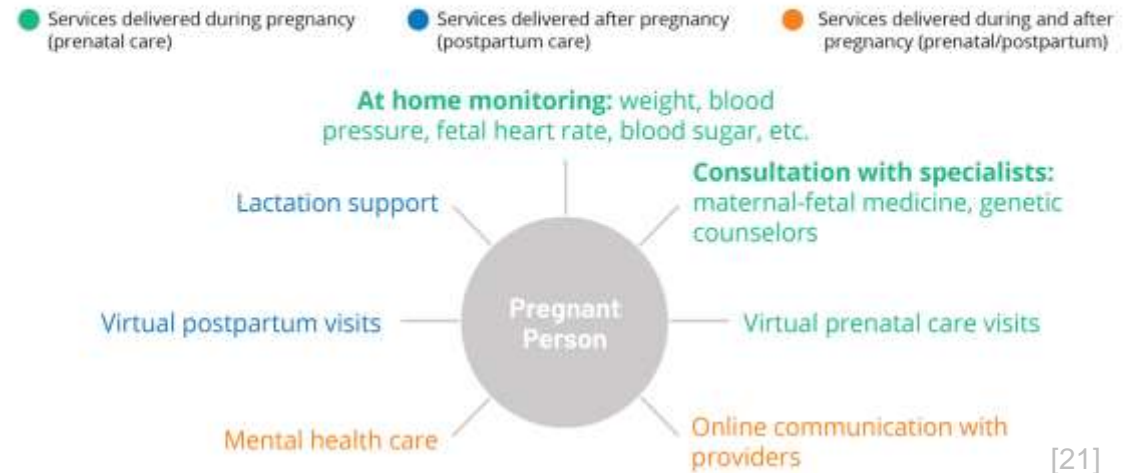 Services delivered during pregnancy
(prenatal care)
Services delivered after pregnancy
(postpartum care)
Services delivered during and after
pregnancy (prenatal/postpartum)
At home monitoring: weight, blood
pressure, fetal heart rate, blood sugar, etc.
Consultation with specialists:
maternal-fetal medicine, genetic
counselors
Lactation support
Pregnant
Person
Virtual postpartum visits
Virtual prenatal care visits
Mental health care
Online communication with
providers
[21]